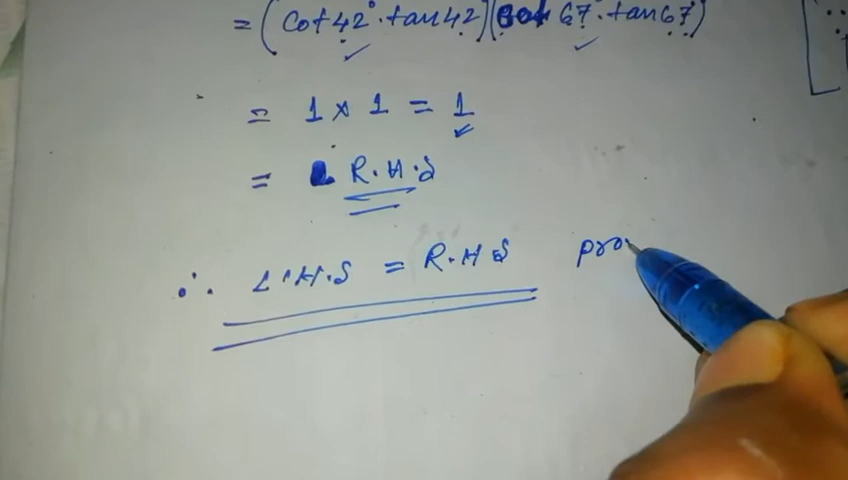 = (Cot 42°. tan 42)(Cot 67°. tan 67°)
= 1 × 1 = 1
= R.H.S
∴ L.H.S = R.H.S pro